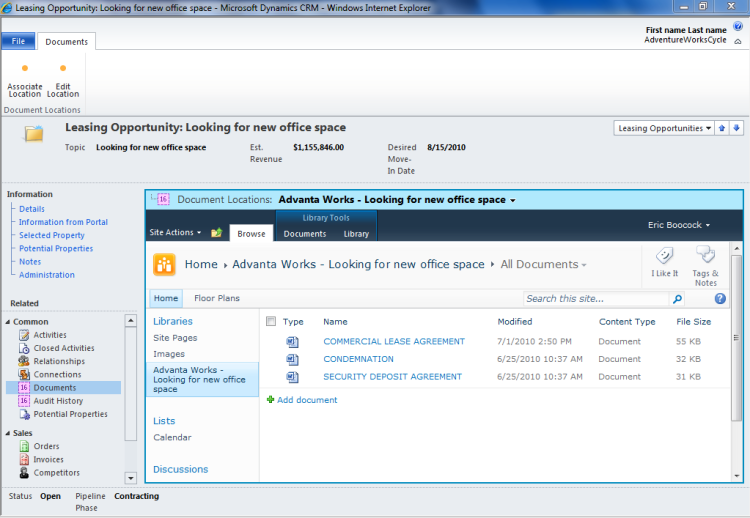 Leasing Opportunity: Looking for new office space - Microsoft Dynamics CRM - Windows Internet Explorer
First name Last name
AdventureWorksCycle
File Documents
Associate Location
Edit Location
Document Locations
Leasing Opportunity: Looking for new office space
Leasing Opportunities
Topic Looking for new office space
Est. Revenue $1,155,846.00
Desired Move-In Date 8/15/2010
Information
Details
Information from Portal
Selected Property
Potential Properties
Notes
Administration
Related
Common
Activities
Closed Activities
Relationships
Connections
16 Documents
16 Audit History
Potential Properties
Sales
Orders
Invoices
Competitors
16 Document Locations: Advanta Works - Looking for new office space
Library Tools
Eric Boocock
Site Actions Browse Documents Library
Home Advanta Works - Looking for new office space All Documents
I Like It
Tags & Notes
Home Floor Plans
Search this site...
Libraries
Site Pages
Images
Advanta Works -
Looking for new office
space
Lists
Calendar
Discussions
Type Name Modified Content Type File Size
COMMERCIAL LEASE AGREEMENT 7/1/2010 2:50 PM Document 55 KB
CONDEMNATION 6/25/2010 10:37 AM Document 32 KB
SECURITY DEPOSIT AGREEMENT 6/25/2010 10:37 AM Document 31 KB
Add document
Status Open Pipeline Phase Contracting